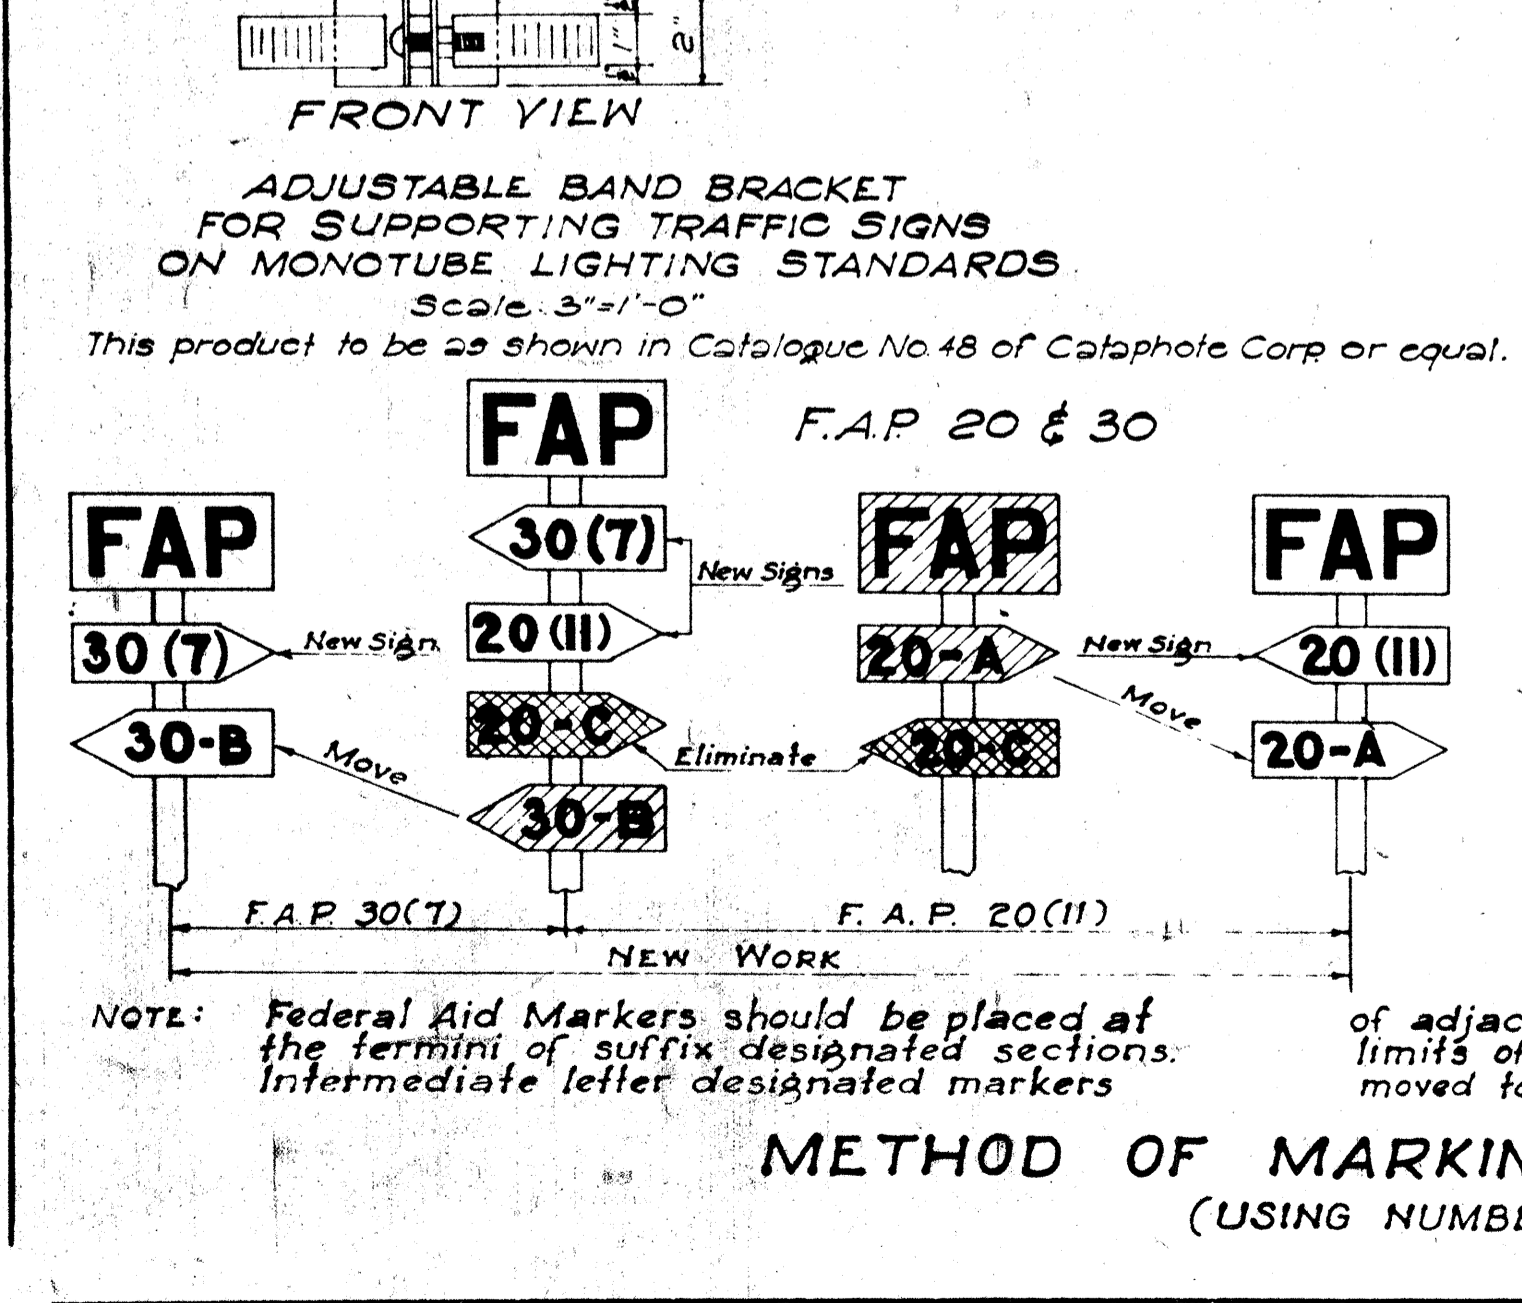 1" 2"
FRONT VIEW
ADJUSTABLE BAND BRACKET
FOR SUPPORTING TRAFFIC SIGNS
ON MONOTUBE LIGHTING STANDARDS
Scale 3"=1'-0"
This product to be as shown in Catalogue No. 48 of Cataphote Corp. or equal.
F.A.P. 20 & 30
FAP
30(7)
30-B
New Sign
Move
FAP
30(7)
20(11)
20-C
30-B
New Signs
Eliminate
FAP
20-A
20-C
New Sign
Move
FAP
20(11)
20-A
F.A.P. 30(7)
F. A. P. 20(11)
NEW WORK
NOTE: Federal Aid Markers should be placed at
the termini of suffix designated sections.
Intermediate letter designated markers
of adjac
limits of
moved to
METHOD OF MARKIN
(USING NUMBE